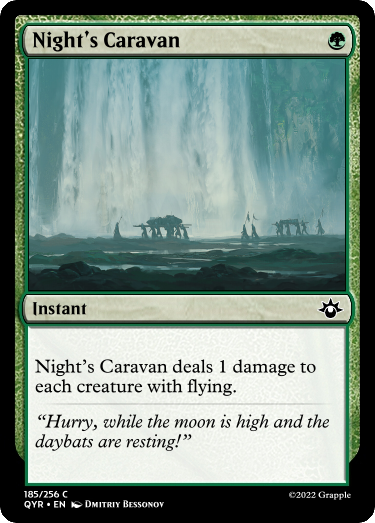 Night's Caravan
Instant
Night's Caravan deals 1 damage to
each creature with flying.
"Hurry, while the moon is high and the
daybats are resting!"
185/256 C
QYR • EN Dmitriy Bessonov
©2022 Grapple